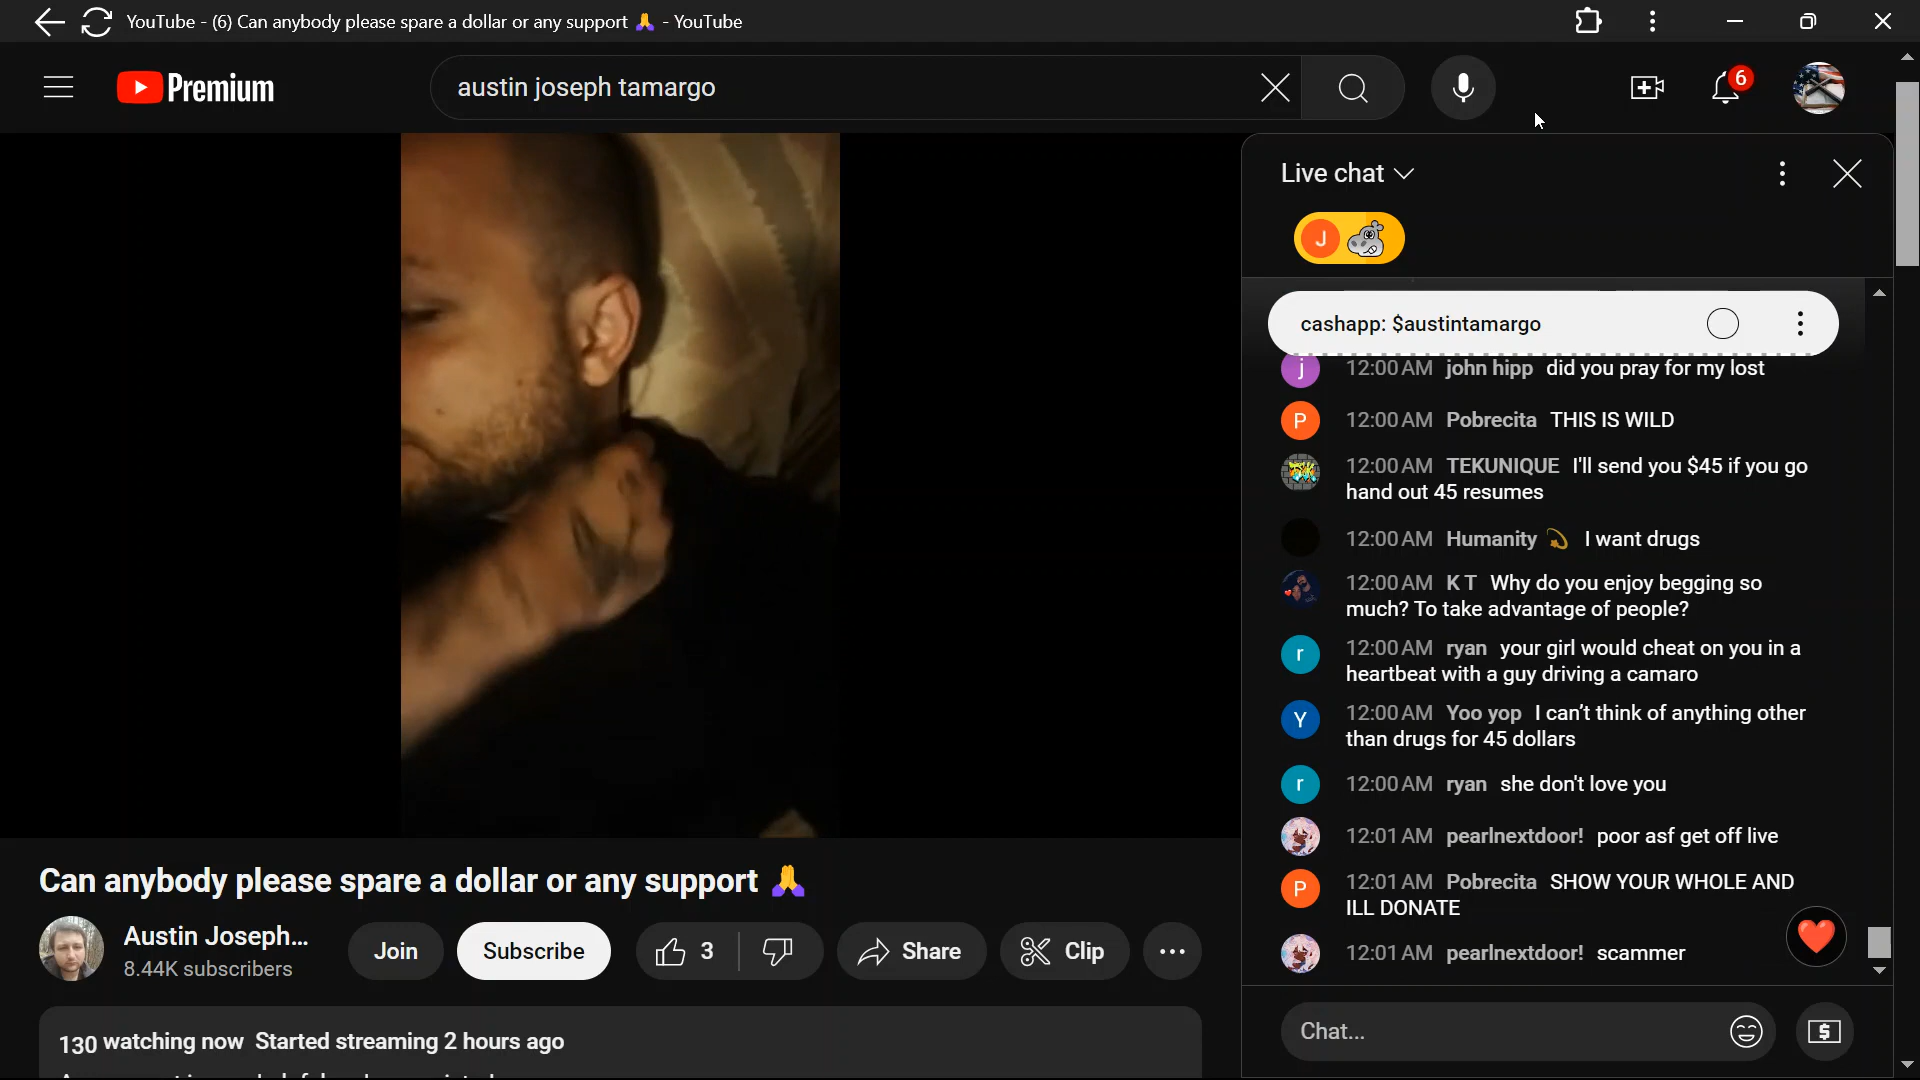 YouTube - (6) Can anybody please spare a dollar or any support 🙏 - YouTube
Premium
austin joseph tamargo
6
Live chat
J
cashapp: $austintamargo
j 12:00 AM john hipp did you pray for my lost
P 12:00 AM Pobrecita THIS IS WILD
12:00 AM TEKUNIQUE I'll send you $45 if you go
hand out 45 resumes
12:00 AM Humanity 💫 I want drugs
12:00 AM K T Why do you enjoy begging so
much? To take advantage of people?
r 12:00 AM ryan your girl would cheat on you in a
heartbeat with a guy driving a camaro
Y 12:00 AM Yoo yop I can't think of anything other
than drugs for 45 dollars
r 12:00 AM ryan she don't love you
12:01 AM pearlnextdoor! poor asf get off live
P 12:01 AM Pobrecita SHOW YOUR WHOLE AND
ILL DONATE
12:01 AM pearlnextdoor! scammer
Chat...
Can anybody please spare a dollar or any support 🙏
Austin Joseph...
8.44K subscribers
Join
Subscribe
3
Share
Clip
130 watching now Started streaming 2 hours ago